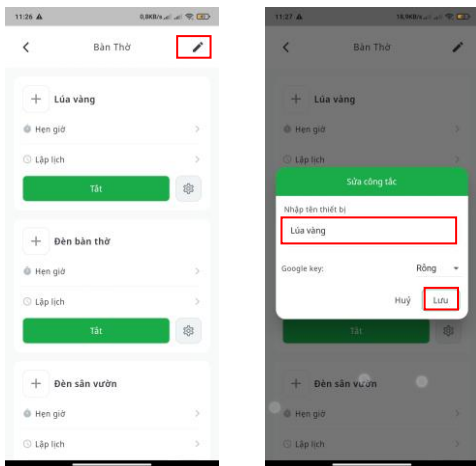 11:26
0,0KB/s
Bàn Thờ
Lúa vàng
Hẹn giờ
Lập lịch
Tắt
Đèn bàn thờ
Hẹn giờ
Lập lịch
Tắt
Đèn sân vườn
Hẹn giờ
Lập lịch
11:27
18,9KB/s
Bàn Thờ
Lúa vàng
Hẹn giờ
Lập lịch
Sửa công tắc
Nhập tên thiết bị
Lúa vàng
Google key:
Rỗng
Huỷ
Lưu
Tắt
Đèn sân vườn
Hẹn giờ
Lập lịch